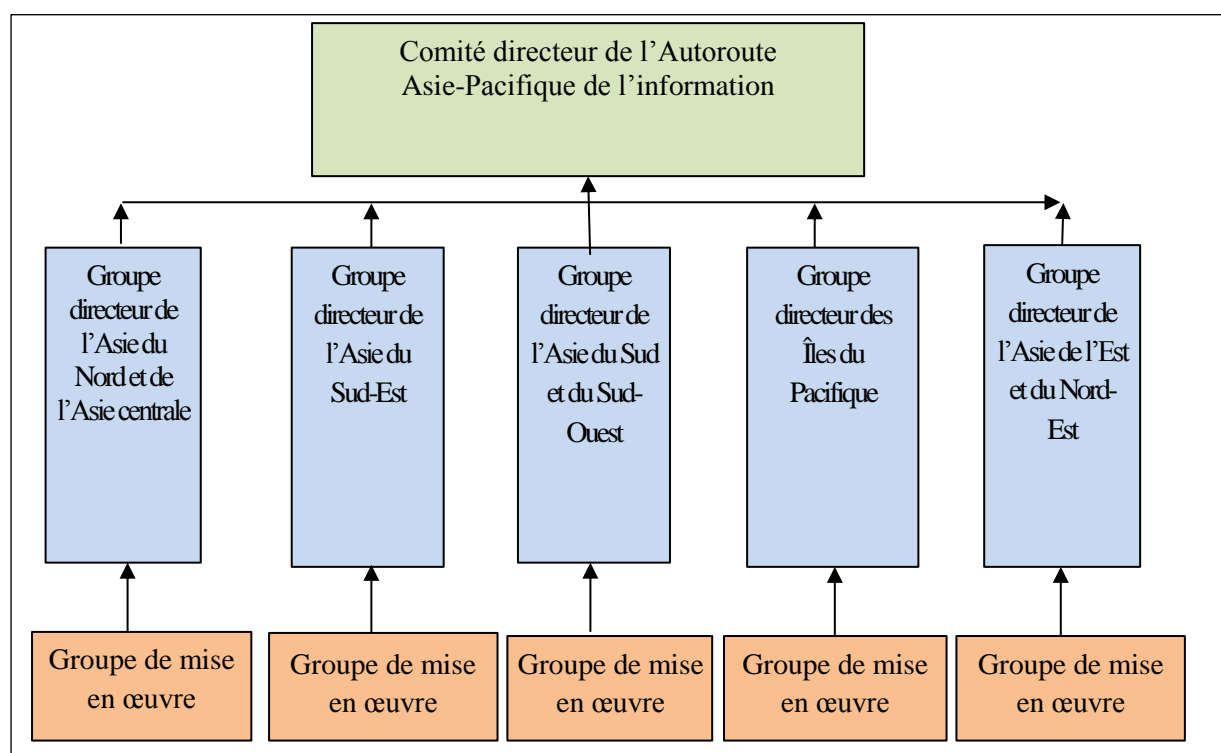 Comité directeur de l’Autoroute
Asie-Pacifique de l’information
Groupe
directeur de
l’Asie du
Nord et de
l’Asie centrale
Groupe
directeur de
l’Asie du
Sud-Est
Groupe
directeur de
l’Asie du Sud
et du Sud-
Ouest
Groupe
directeur des
Îles du
Pacifique
Groupe
directeur de
l’Asie de l’Est
et du Nord-
Est
Groupe de mise
en œuvre
Groupe de mise
en œuvre
Groupe de mise
en œuvre
Groupe de mise
en œuvre
Groupe de mise
en œuvre